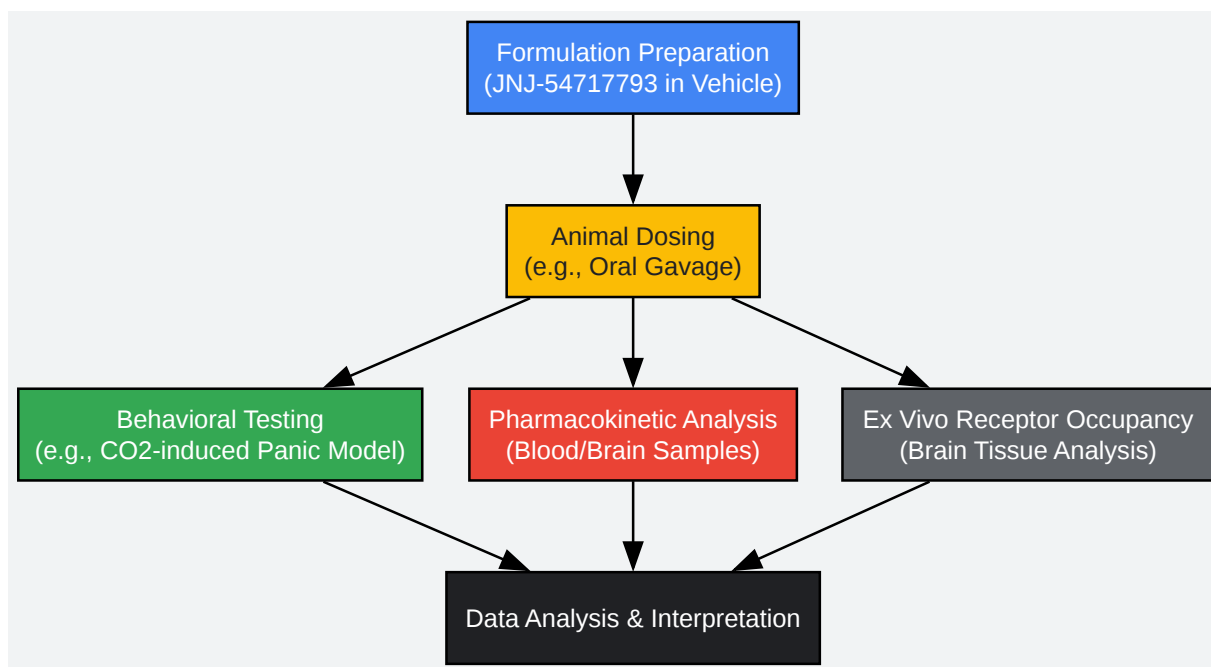 Formulation Preparation
(JNJ-54717793 in Vehicle)
Animal Dosing
(e.g., Oral Gavage)
Behavioral Testing
(e.g., CO2-induced Panic Model)
Pharmacokinetic Analysis
(Blood/Brain Samples)
Ex Vivo Receptor Occupancy
(Brain Tissue Analysis)
Data Analysis & Interpretation